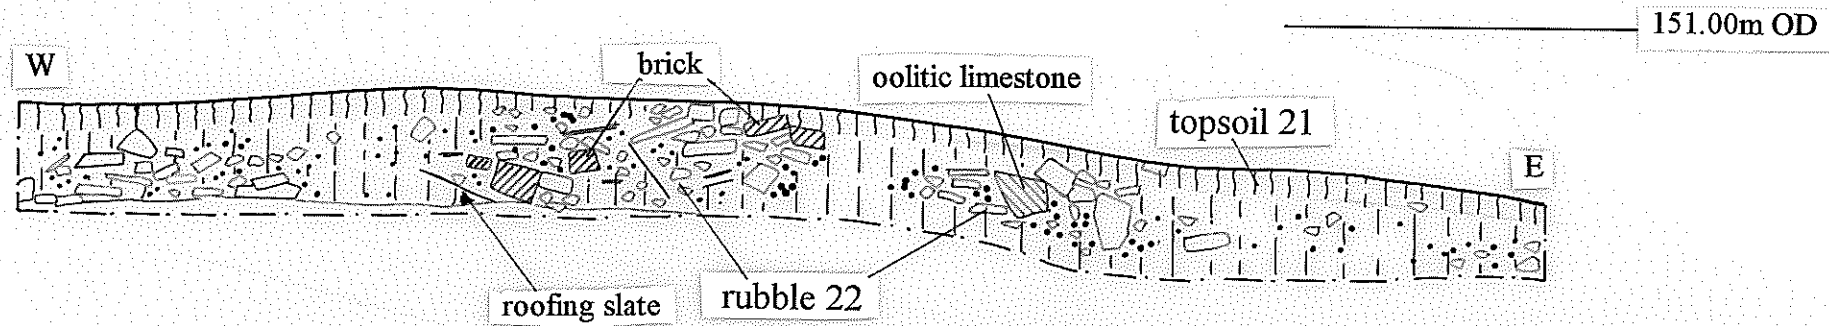 151.00m OD
W
brick
oolitic limestone
topsoil 21
E
roofing slate
rubble 22